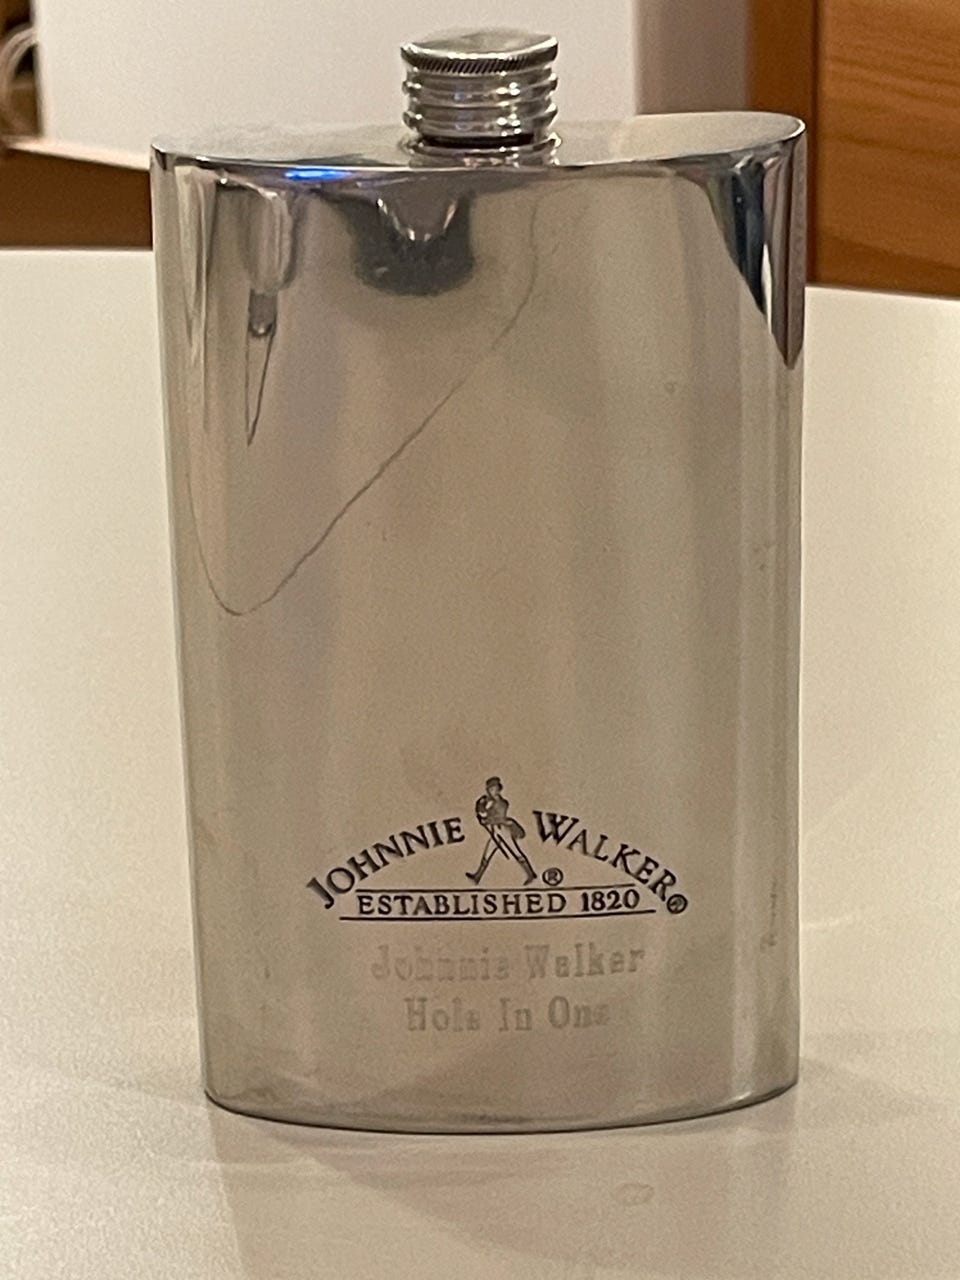 JOHNNIE WALKER®
®
ESTABLISHED 1820
Johnnie Walker
Hole In One